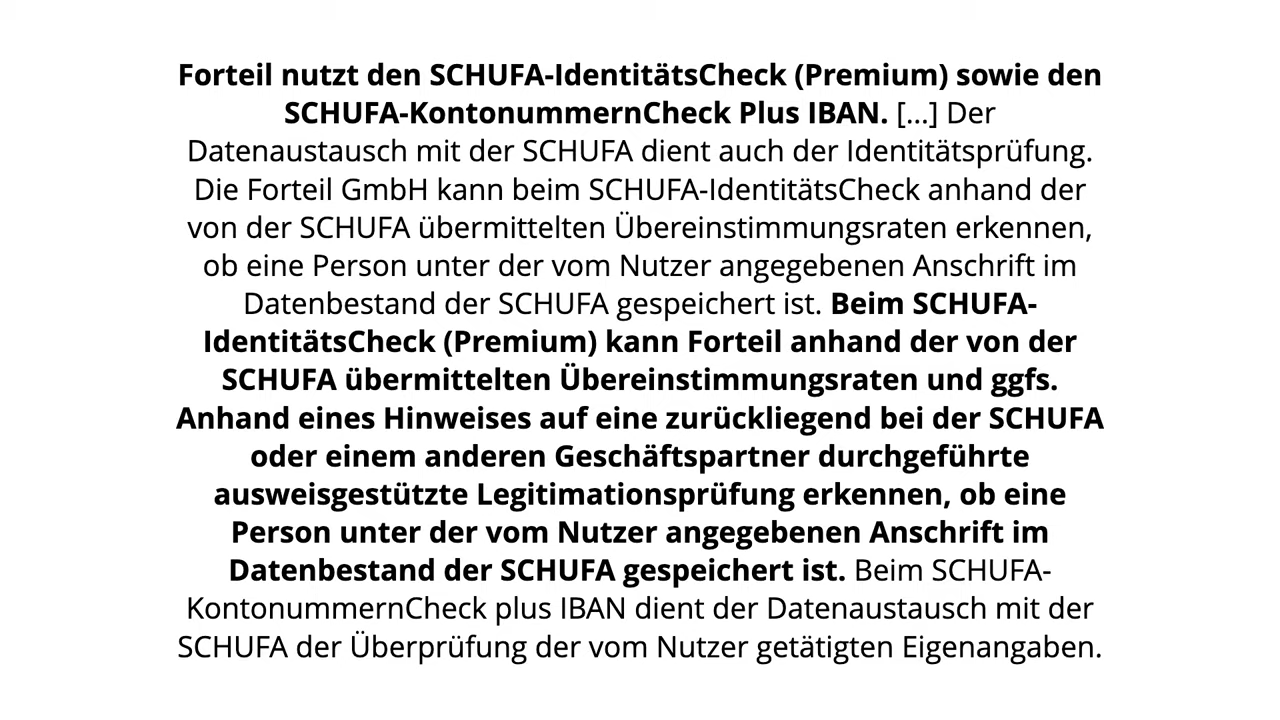 Forteil nutzt den SCHUFA-IdentitätsCheck (Premium) sowie den
SCHUFA-KontonummernCheck Plus IBAN. [...] Der
Datenaustausch mit der SCHUFA dient auch der Identitätsprüfung.
Die Forteil GmbH kann beim SCHUFA-IdentitätsCheck anhand der
von der SCHUFA übermittelten Übereinstimmungsraten erkennen,
ob eine Person unter der vom Nutzer angegebenen Anschrift im
Datenbestand der SCHUFA gespeichert ist. Beim SCHUFA-
IdentitätsCheck (Premium) kann Forteil anhand der von der
SCHUFA übermittelten Übereinstimmungsraten und ggfs.
Anhand eines Hinweises auf eine zurückliegend bei der SCHUFA
oder einem anderen Geschäftspartner durchgeführte
ausweisgestützte Legitimationsprüfung erkennen, ob eine
Person unter der vom Nutzer angegebenen Anschrift im
Datenbestand der SCHUFA gespeichert ist. Beim SCHUFA-
KontonummernCheck plus IBAN dient der Datenaustausch mit der
SCHUFA der Überprüfung der vom Nutzer getätigten Eigenangaben.